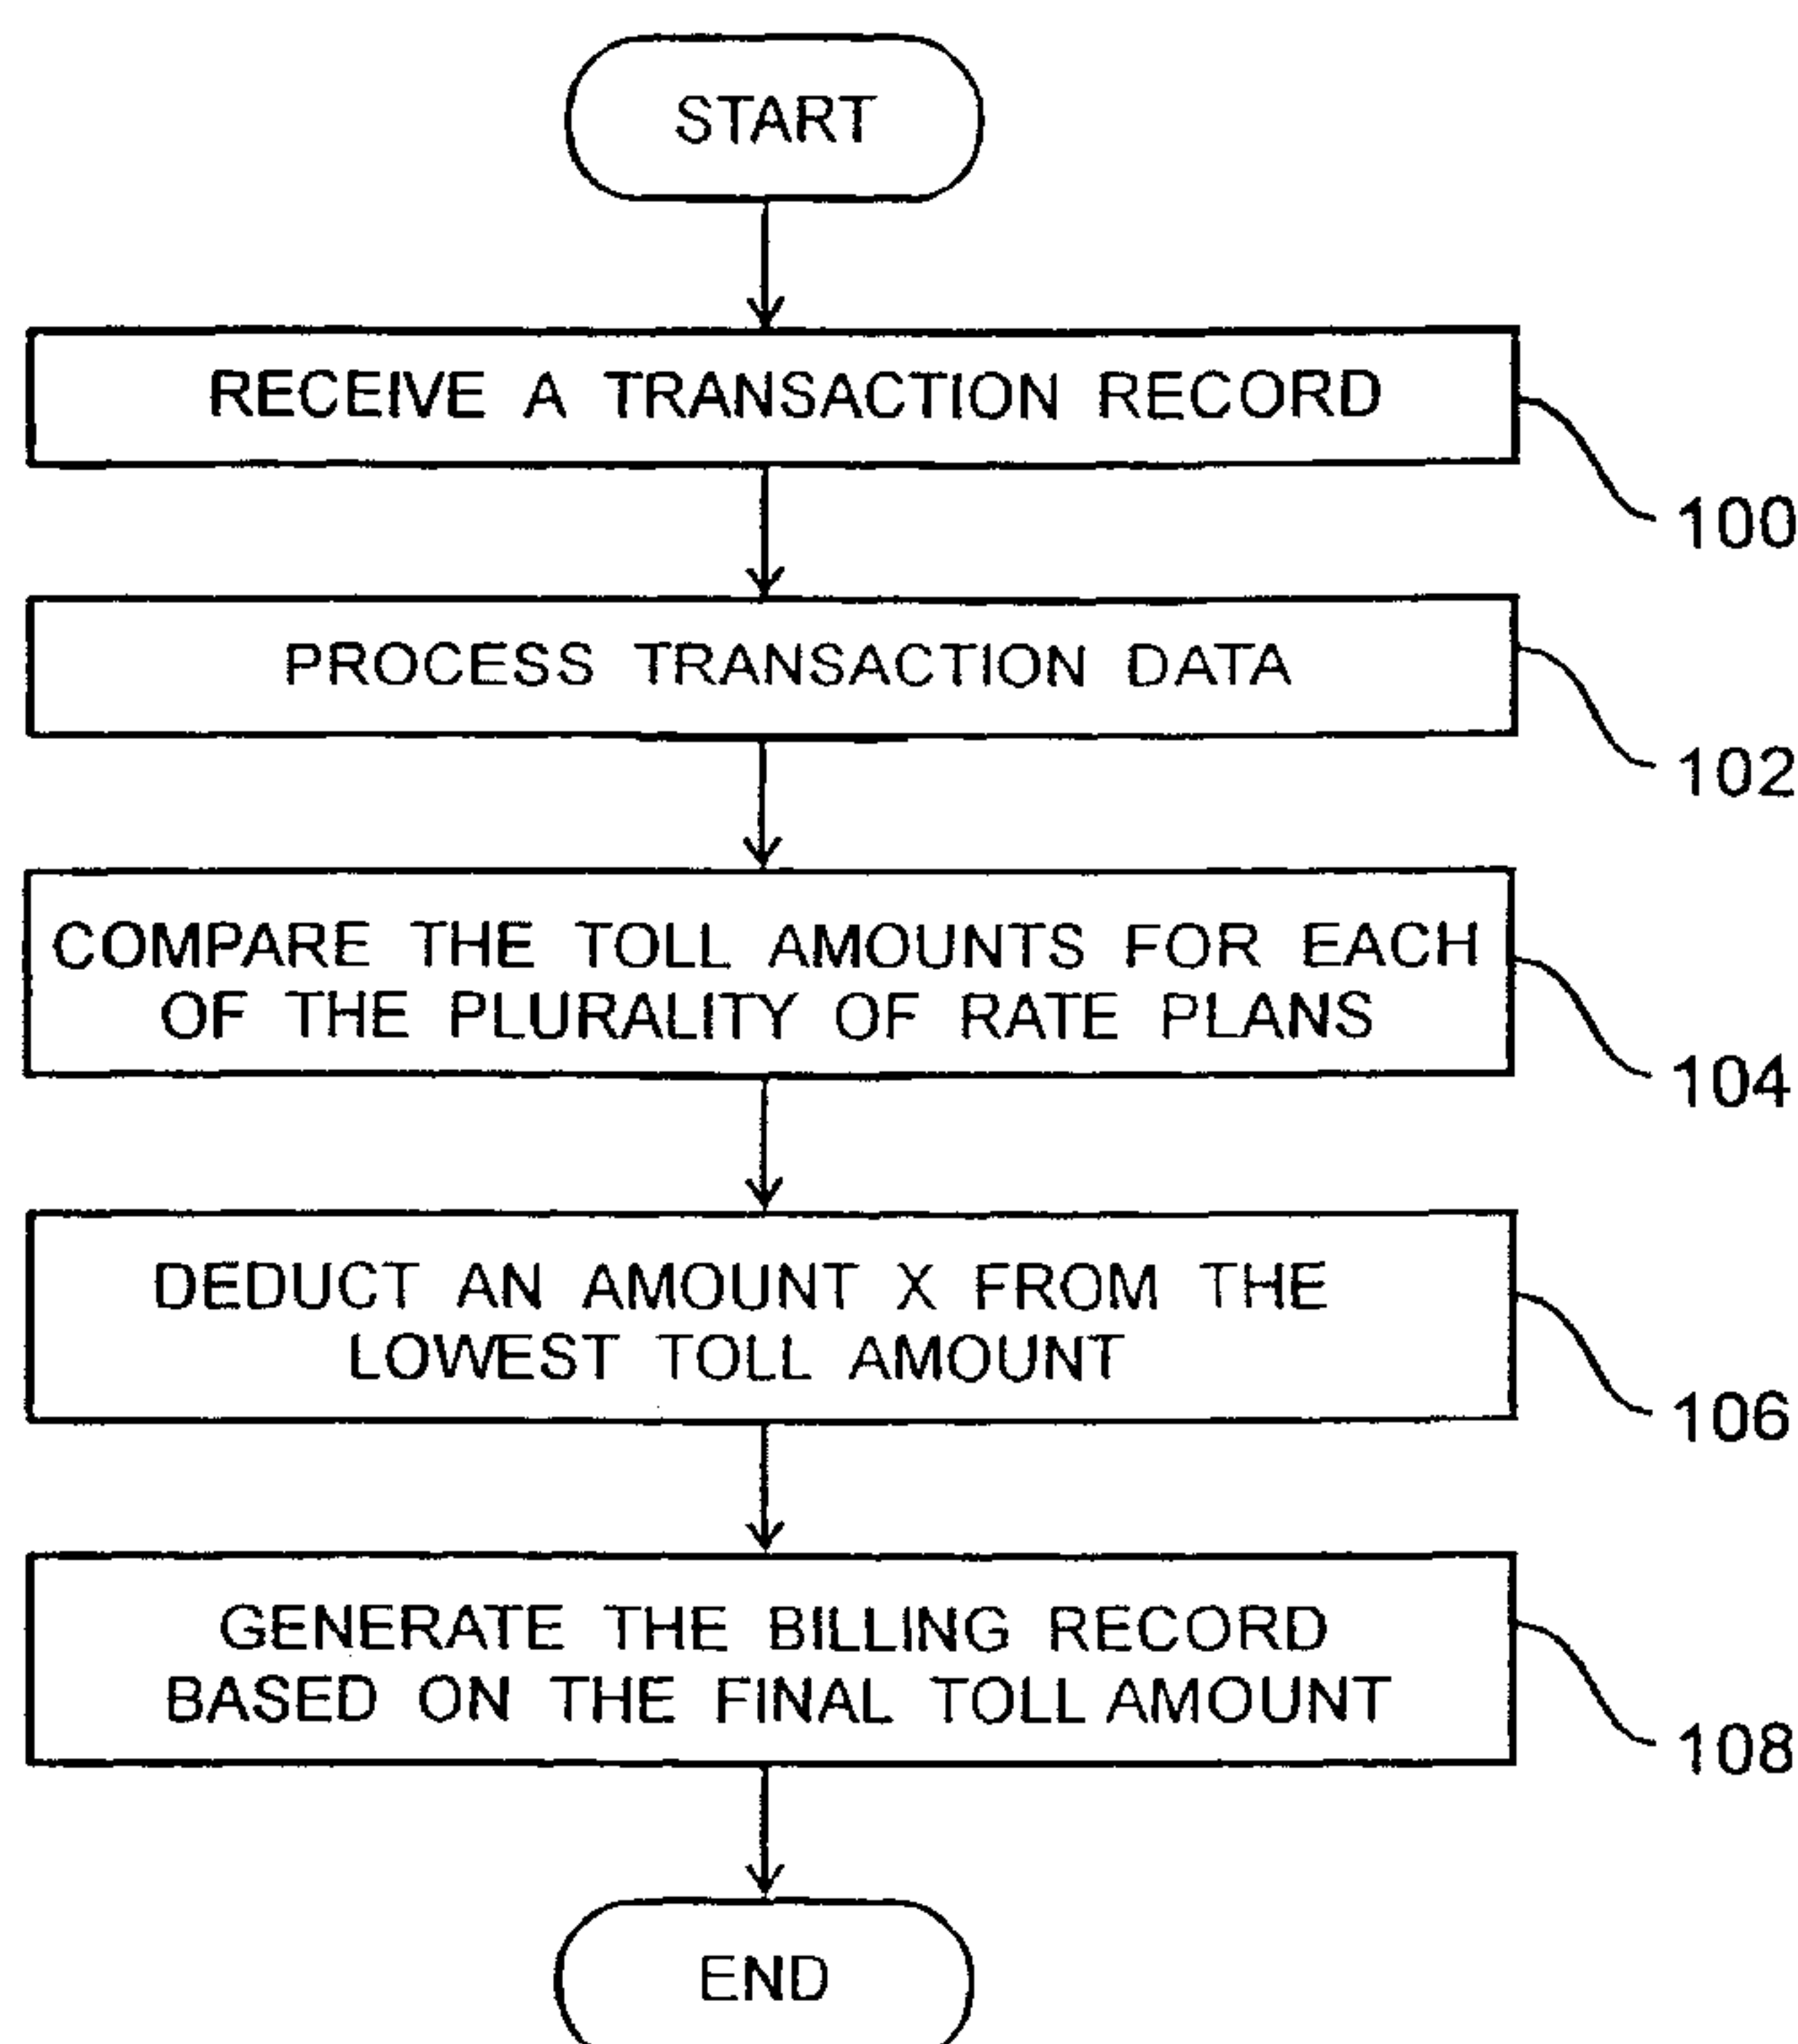 START
RECEIVE A TRANSACTION RECORD
100
PROCESS TRANSACTION DATA
102
COMPARE THE TOLL AMOUNTS FOR EACH
OF THE PLURALITY OF RATE PLANS
104
DEDUCT AN AMOUNT X FROM THE
LOWEST TOLL AMOUNT
106
GENERATE THE BILLING RECORD
BASED ON THE FINAL TOLL AMOUNT
108
END